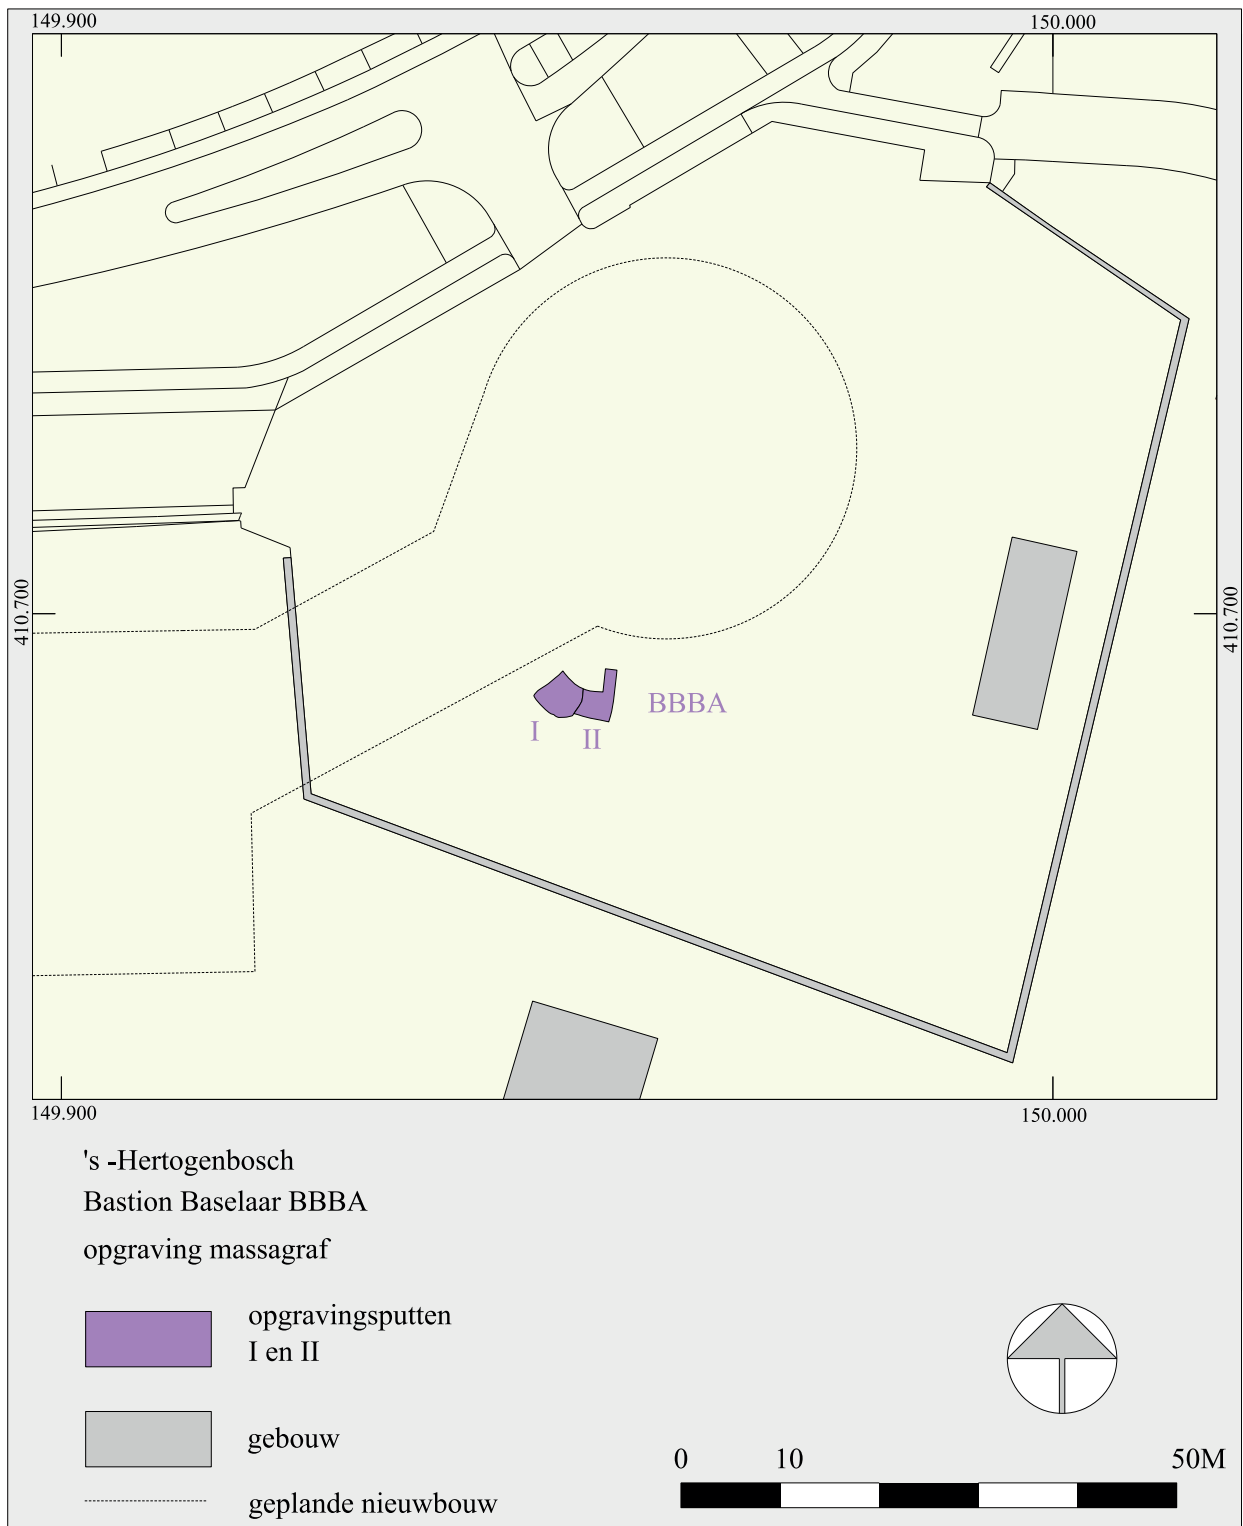 149.900 150.000
410.700 410.700
BBBA
I
II
149.900 150.000
's -Hertogenbosch
Bastion Baselaar BBBA
opgraving massagraf
opgravingsputten
I en II
gebouw
geplande nieuwbouw
0 10 50M